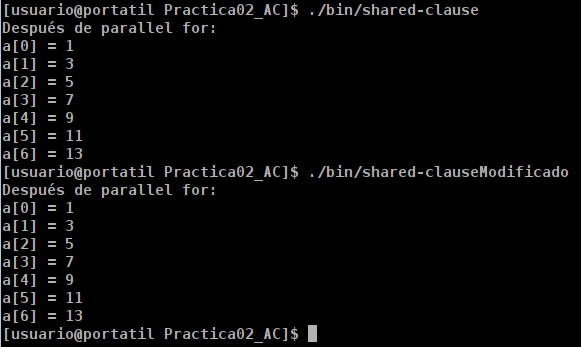 [usuario@portatil Practica02_AC]$ ./bin/shared-clause
Después de parallel for:
a[0] = 1
a[1] = 3
a[2] = 5
a[3] = 7
a[4] = 9
a[5] = 11
a[6] = 13
[usuario@portatil Practica02_AC]$ ./bin/shared-clauseModificado
Después de parallel for:
a[0] = 1
a[1] = 3
a[2] = 5
a[3] = 7
a[4] = 9
a[5] = 11
a[6] = 13
[usuario@portatil Practica02_AC]$